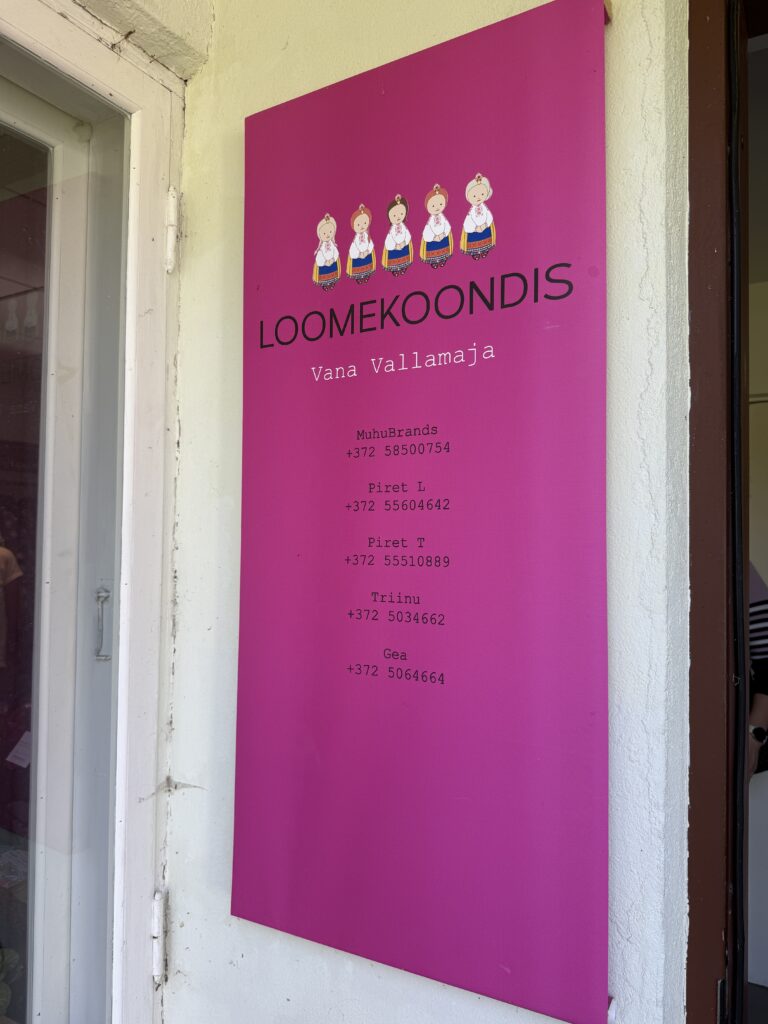 LOOMEKOONDIS
Vana Vallamaja
MuhuBrands
+372 58500754
Piret L
+372 55604642
Piret T
+372 55510889
Triinu
+372 5034662
Gea
+372 5064664